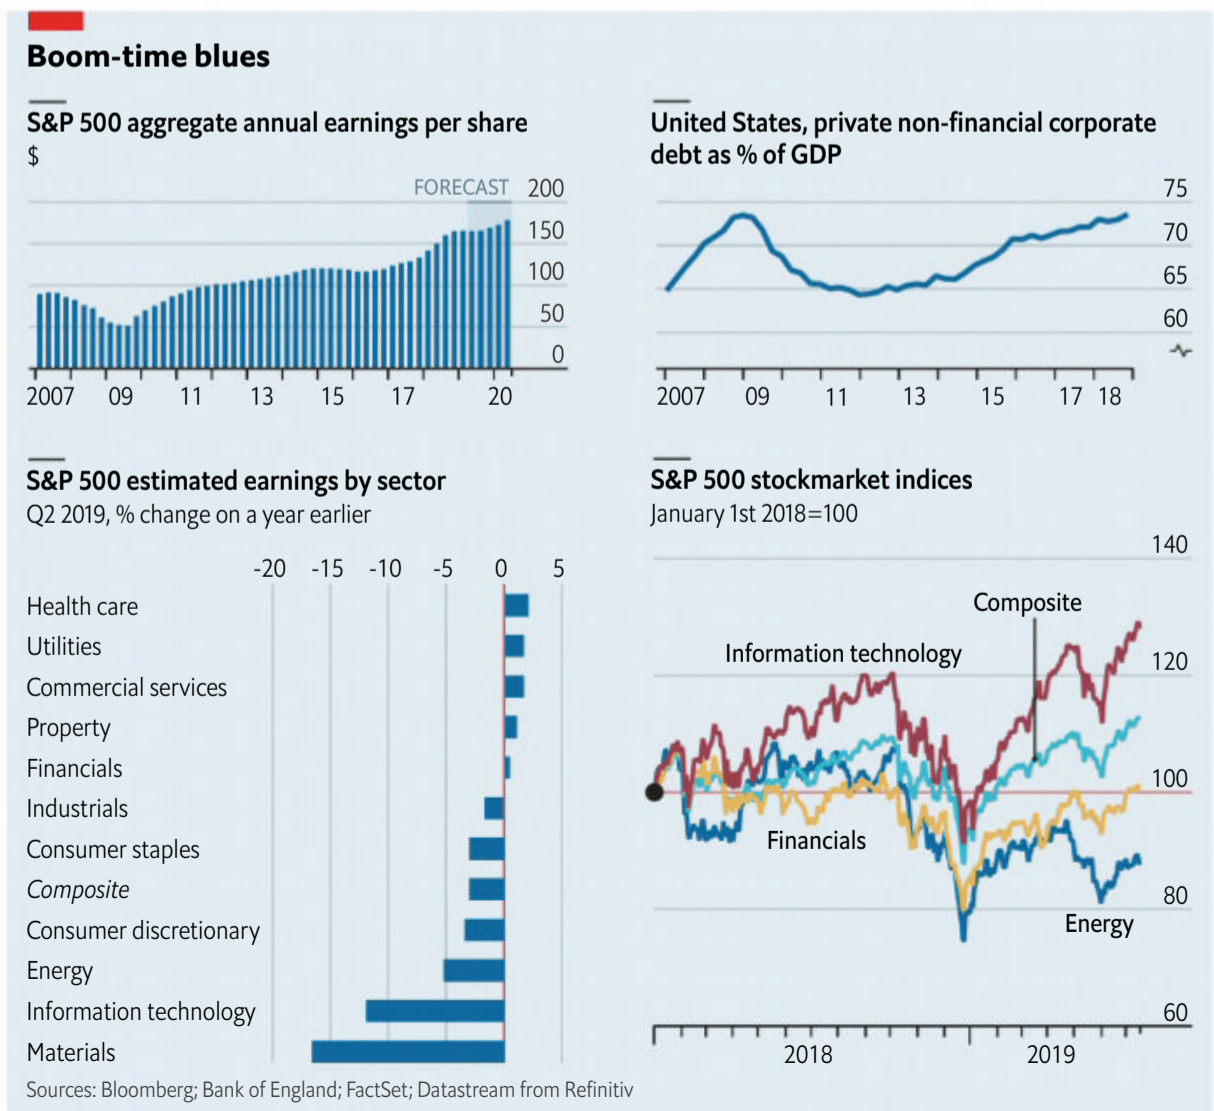 Boom-time blues
S&P 500 aggregate annual earnings per share
$
FORECAST
200
150
100
50
0
2007 09 11 13 15 17 20
United States, private non-financial corporate
debt as % of GDP
75
70
65
60
2007 09 11 13 15 17 18
S&P 500 estimated earnings by sector
Q2 2019, % change on a year earlier
-20 -15 -10 -5 0 5
Health care
Utilities
Commercial services
Property
Financials
Industrials
Consumer staples
Composite
Consumer discretionary
Energy
Information technology
Materials
S&P 500 stockmarket indices
January 1st 2018=100
140
Composite
Information technology
120
100
Financials
80
Energy
60
2018 2019
Sources: Bloomberg; Bank of England; FactSet; Datastream from Refinitiv